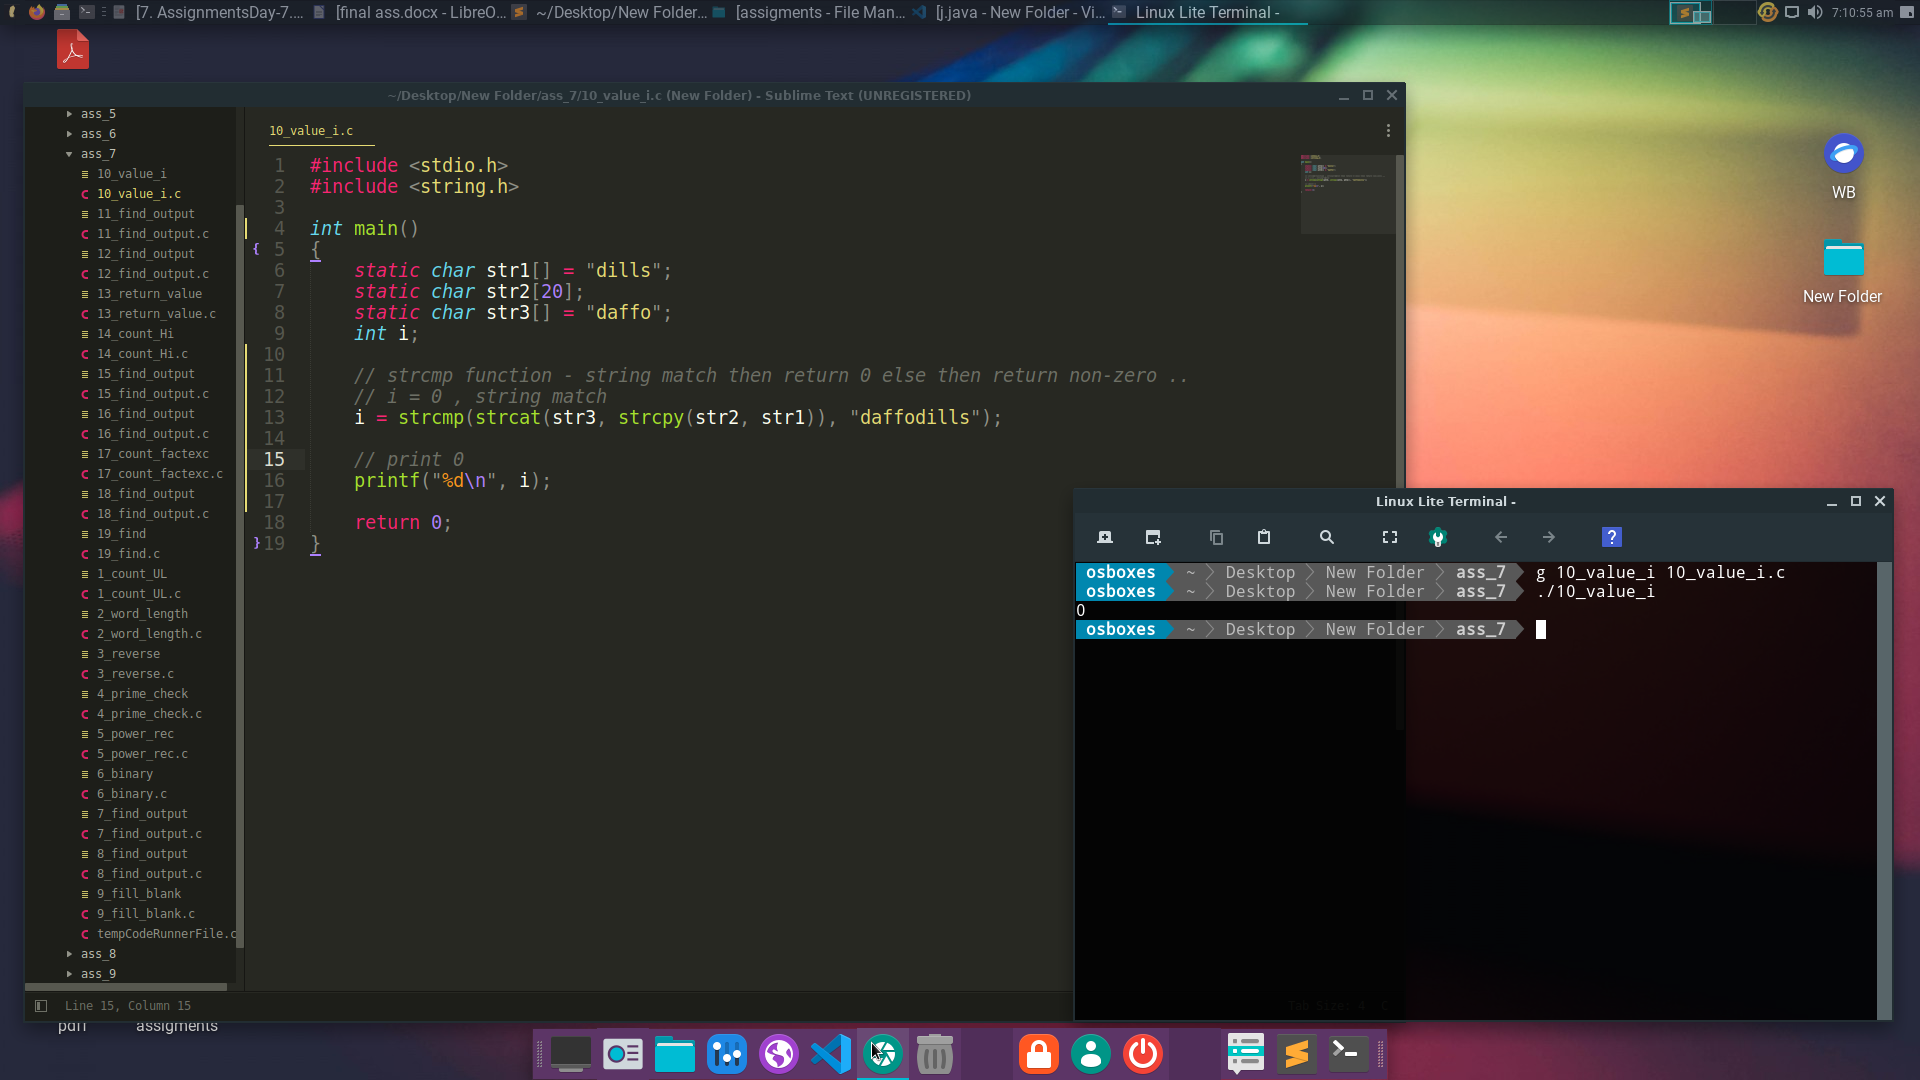 [7. AssignmentsDay-7.... [final ass.docx - LibreO... ~/Desktop/New Folder... [assigments - File Man... [j.java - New Folder - Vi... Linux Lite Terminal - 7:10:55 am
~/Desktop/New Folder/ass_7/10_value_i.c (New Folder) - Sublime Text (UNREGISTERED)
ass_5
ass_6
ass_7
10_value_i
10_value_i.c
11_find_output
11_find_output.c
12_find_output
12_find_output.c
13_return_value
13_return_value.c
14_count_Hi
14_count_Hi.c
15_find_output
15_find_output.c
16_find_output
16_find_output.c
17_count_factexc
17_count_factexc.c
18_find_output
18_find_output.c
19_find
19_find.c
1_count_UL
1_count_UL.c
2_word_length
2_word_length.c
3_reverse
3_reverse.c
4_prime_check
4_prime_check.c
5_power_rec
5_power_rec.c
6_binary
6_binary.c
7_find_output
7_find_output.c
8_find_output
8_find_output.c
9_fill_blank
9_fill_blank.c
tempCodeRunnerFile.c
ass_8
ass_9
10_value_i.c
1 #include <stdio.h>
2 #include <string.h>
3
4 int main()
{ 5 {
6 static char str1[] = "dills";
7 static char str2[20];
8 static char str3[] = "daffo";
9 int i;
10
11 // strcmp function - string match then return 0 else then return non-zero ..
12 // i = 0 , string match
13 i = strcmp(strcat(str3, strcpy(str2, str1)), "daffodills");
14
15 // print 0
16 printf("%d\n", i);
17
18 return 0;
} 19 }
Line 15, Column 15
Tab Size: 4 C
Linux Lite Terminal -
?
osboxes ~ Desktop New Folder ass_7 g 10_value_i 10_value_i.c
osboxes ~ Desktop New Folder ass_7 ./10_value_i
0
osboxes ~ Desktop New Folder ass_7
WB
New Folder
assigments